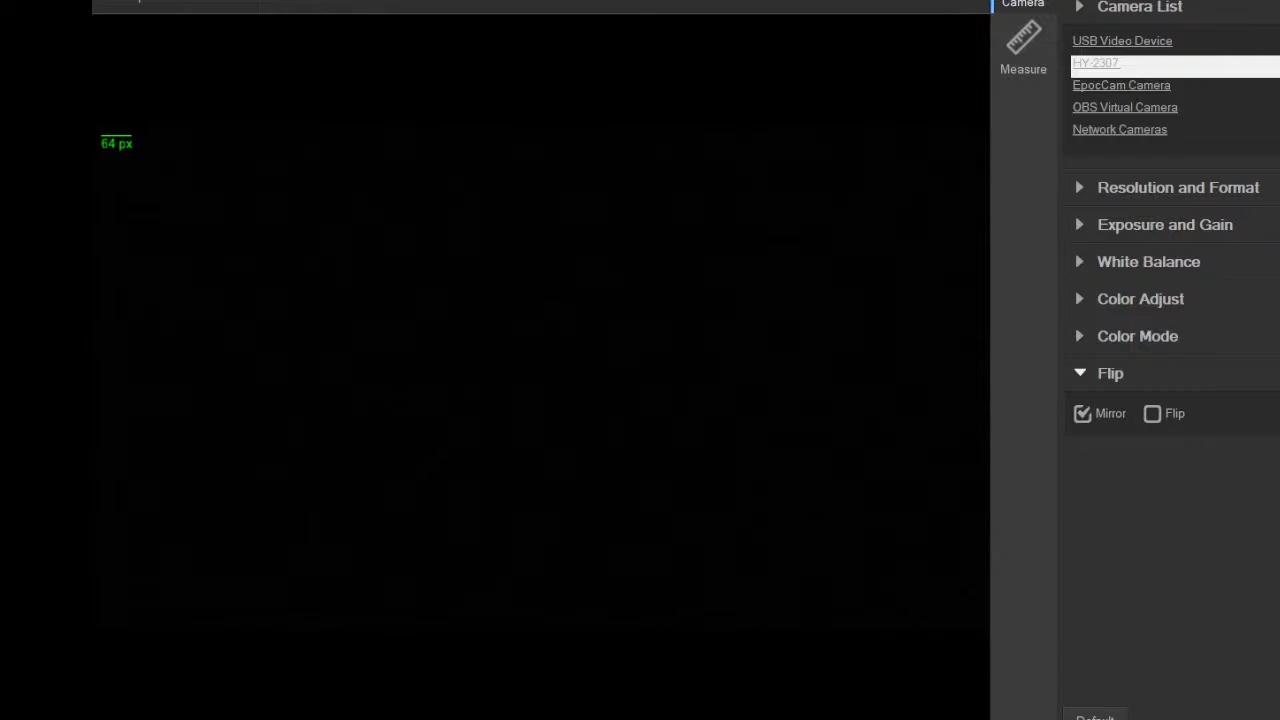 Camera
Camera List
Measure
USB Video Device
HY-2307
EpocCam Camera
OBS Virtual Camera
Network Cameras
64 px
Resolution and Format
Exposure and Gain
White Balance
Color Adjust
Color Mode
Flip
Mirror Flip
Default